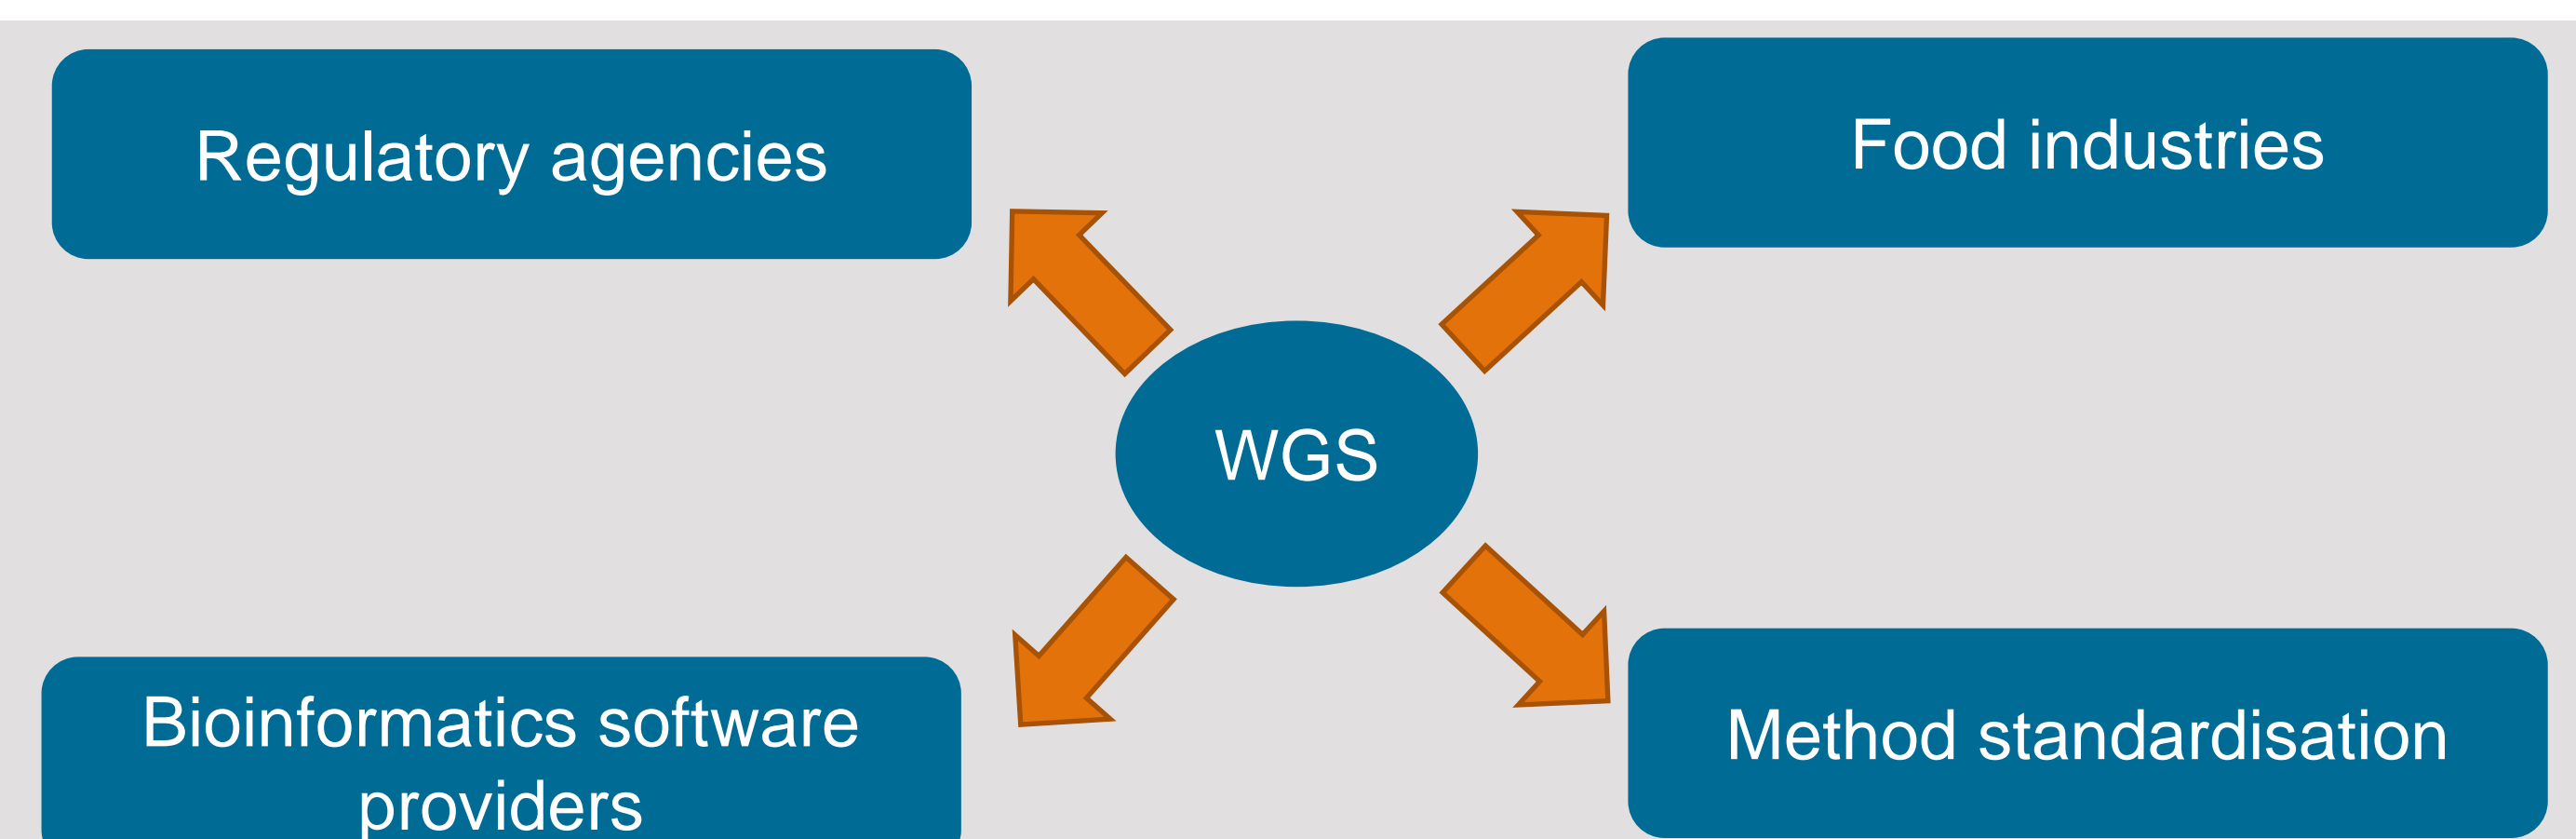 Regulatory agencies
Food industries
WGS
Bioinformatics software
providers
Method standardisation